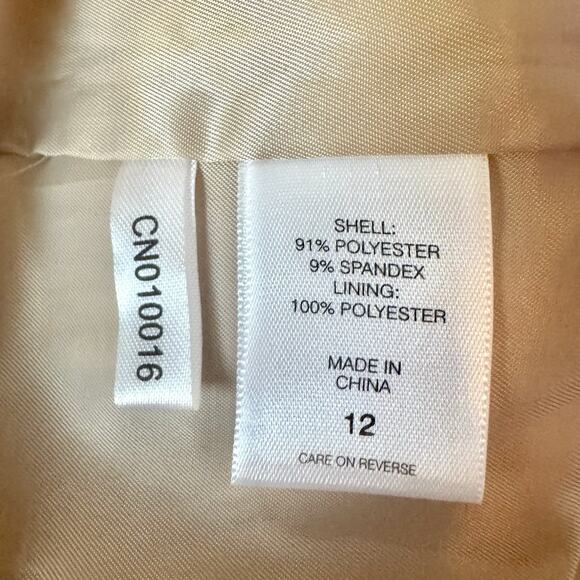 CN010016
SHELL:
91% POLYESTER
9% SPANDEX
LINING:
100% POLYESTER
MADE IN
CHINA
12
CARE ON REVERSE